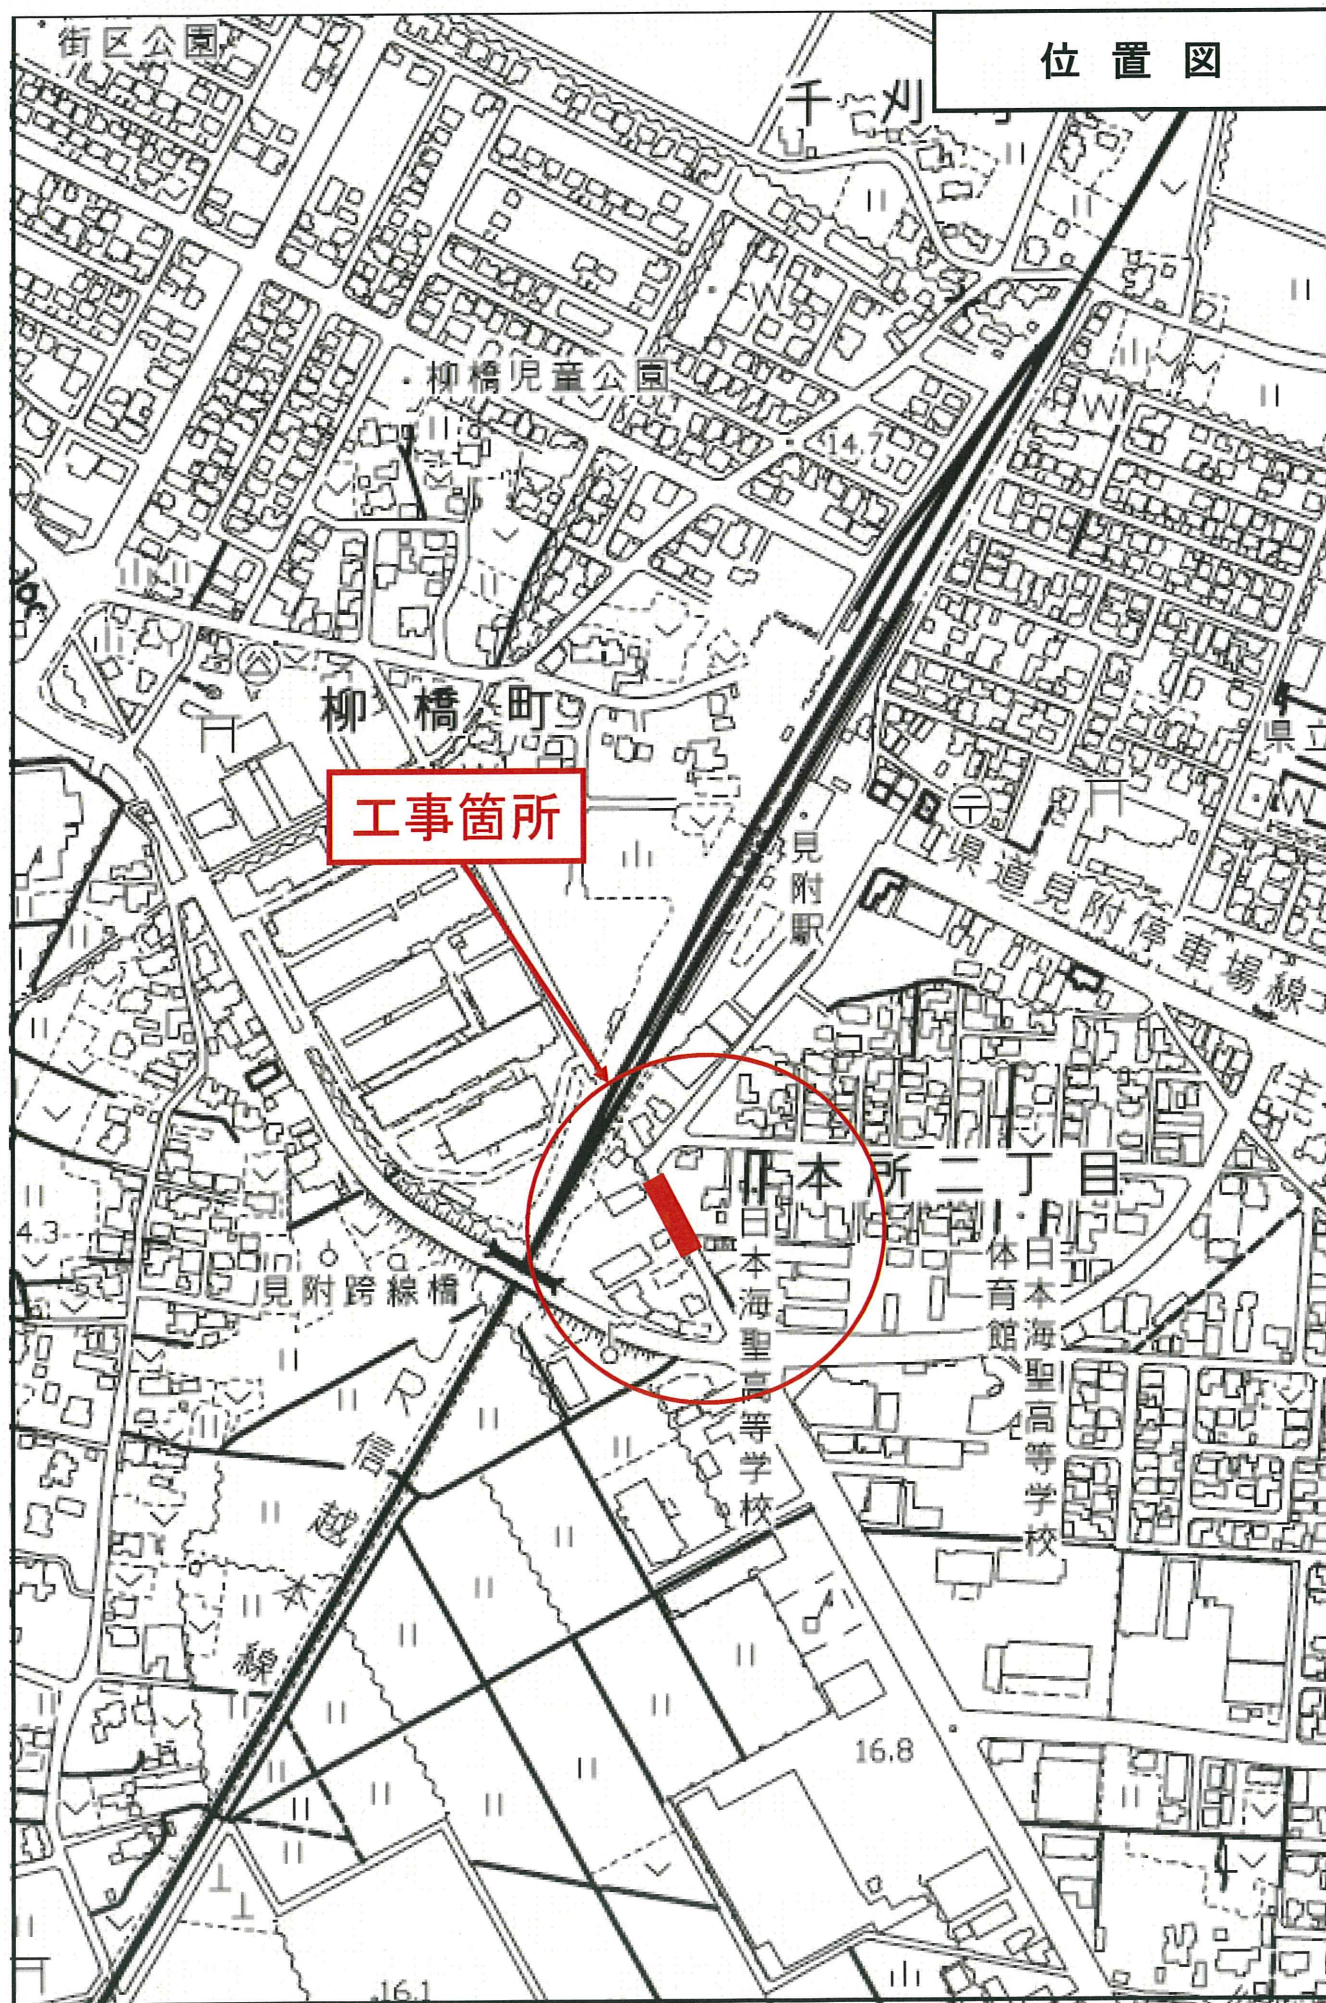 位置図
街区公園
千刈
W
柳橋児童公園
W
14.7
柳橋町
県立
W
工事箇所
見附駅
県道見附停車場線
主
本所二丁目
4.3
見附跨線橋
日本海聖高等学校
日本海聖高等学校
体育館
JR信越本線
16.8
16.1